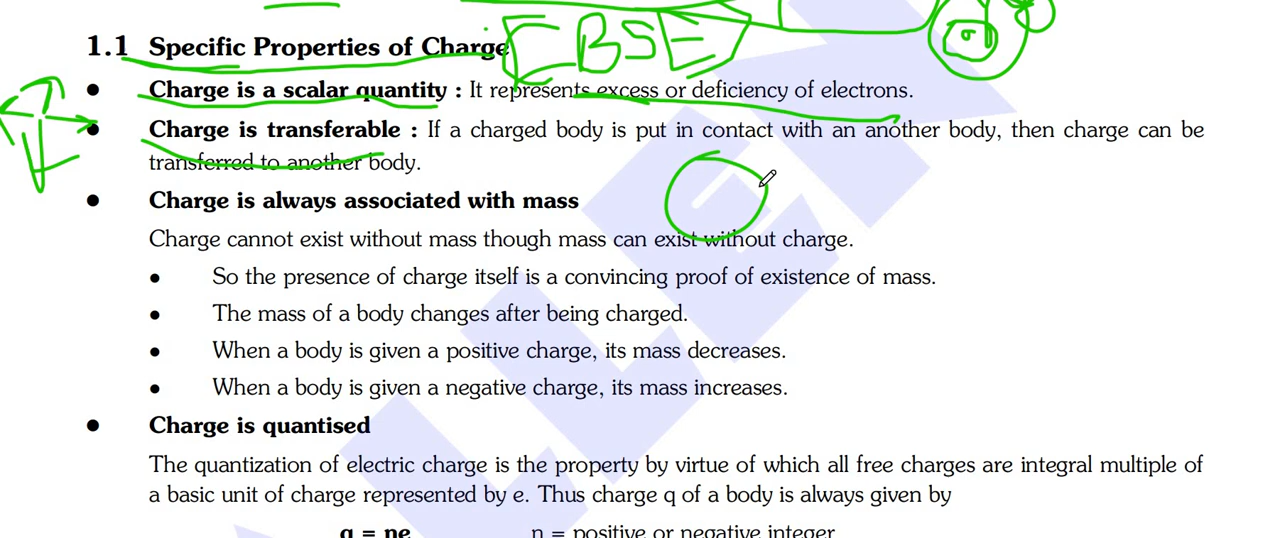 CBSE
1.1 Specific Properties of Charge
● Charge is a scalar quantity : It represents excess or deficiency of electrons.
● Charge is transferable : If a charged body is put in contact with an another body, then charge can be
transferred to another body.
● Charge is always associated with mass
Charge cannot exist without mass though mass can exist without charge.
● So the presence of charge itself is a convincing proof of existence of mass.
● The mass of a body changes after being charged.
● When a body is given a positive charge, its mass decreases.
● When a body is given a negative charge, its mass increases.
● Charge is quantised
The quantization of electric charge is the property by virtue of which all free charges are integral multiple of
a basic unit of charge represented by e. Thus charge q of a body is always given by
q = ne n = positive or negative integer